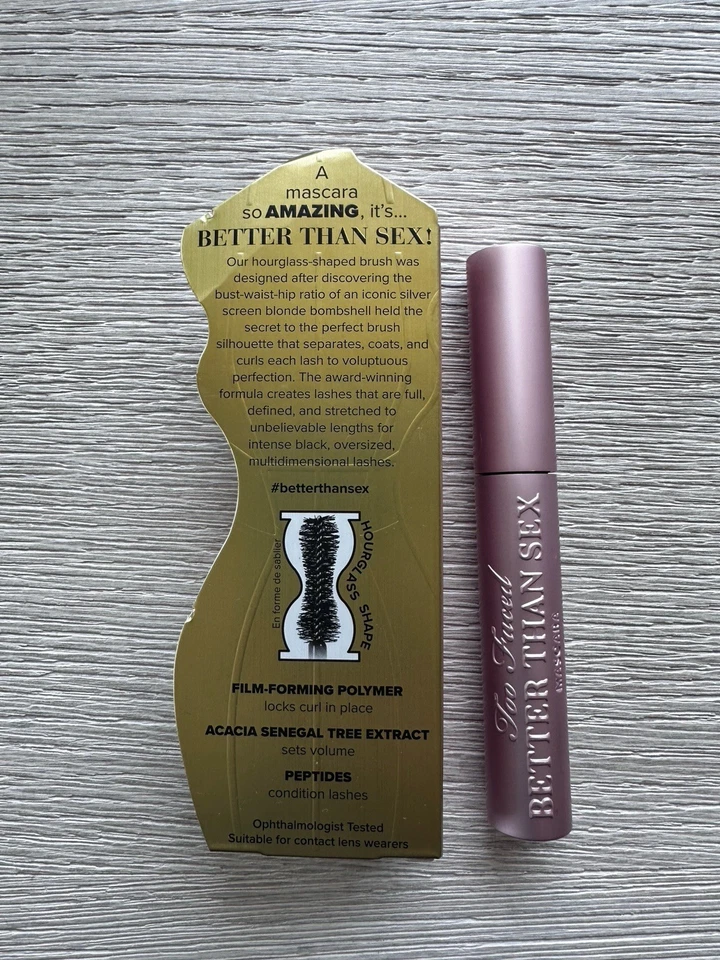 A
mascara
so AMAZING, it's...
BETTER THAN SEX!
Our hourglass-shaped brush was
designed after discovering the
bust-waist-hip ratio of an iconic silver
screen blonde bombshell held the
secret to the perfect brush
silhouette that separates, coats, and
curls each lash to voluptuous
perfection. The award-winning
formula creates lashes that are full,
defined, and stretched to
unbelievable lengths for
intense black, oversized,
multidimensional lashes.
#betterthansex
En forme de sablier
HOURGLASS SHAPE
FILM-FORMING POLYMER
locks curl in place
ACACIA SENEGAL TREE EXTRACT
sets volume
PEPTIDES
condition lashes
Ophthalmologist Tested
Suitable for contact lens wearers
Too Faced
BETTER THAN SEX
MASCARA